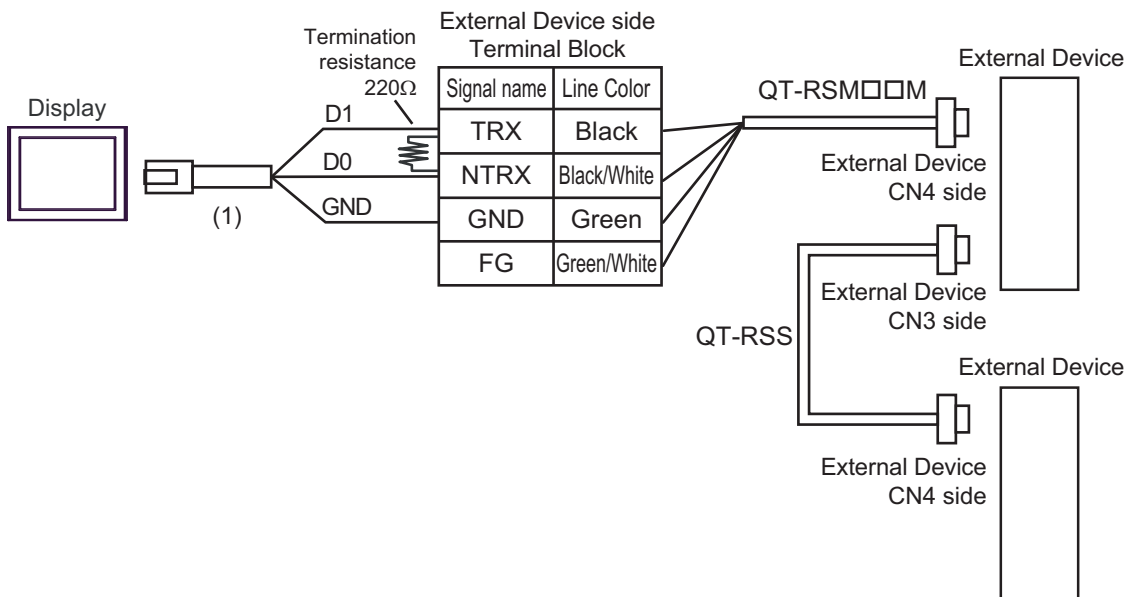 External Device side
Terminal Block
Termination
resistance
220Ω
Signal name Line Color
TRX Black
NTRX Black/White
GND Green
FG Green/White
Display
D1
D0
GND
(1)
QT-RSM□□M
External Device
External Device
CN4 side
External Device
CN3 side
QT-RSS
External Device
External Device
CN4 side